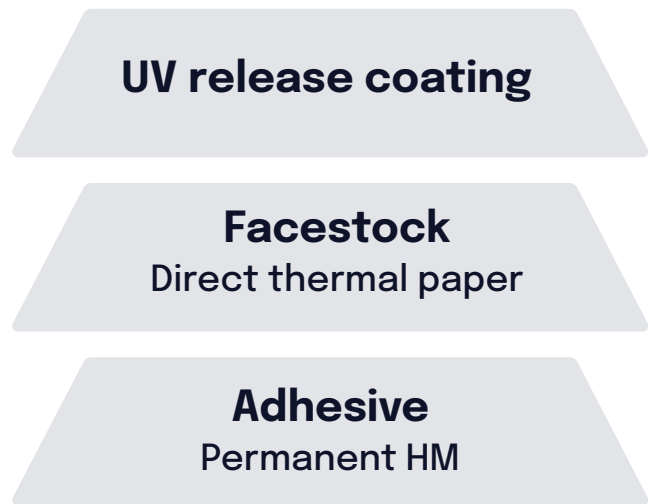 UV release coating
Facestock
Direct thermal paper
Adhesive
Permanent HM